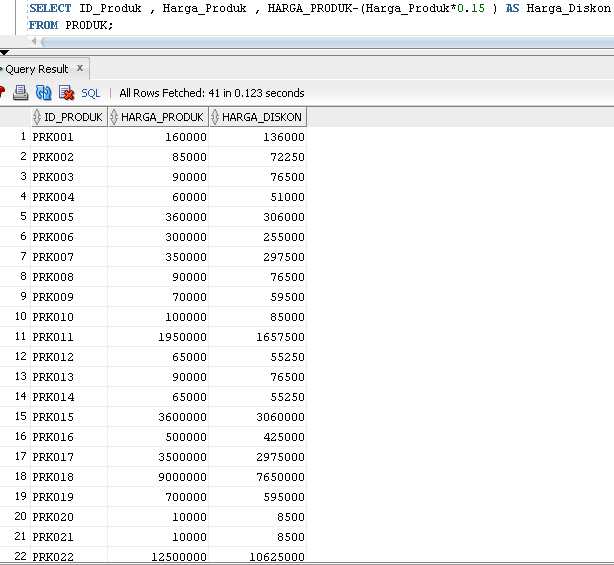 SELECT ID_Produk , Harga_Produk , HARGA_PRODUK-(Harga_Produk*0.15 ) AS Harga_Diskon
FROM PRODUK;
Query Result x
SQL | All Rows Fetched: 41 in 0.123 seconds
ID_PRODUK HARGA_PRODUK HARGA_DISKON
1 PRK001 160000 136000
2 PRK002 85000 72250
3 PRK003 90000 76500
4 PRK004 60000 51000
5 PRK005 360000 306000
6 PRK006 300000 255000
7 PRK007 350000 297500
8 PRK008 90000 76500
9 PRK009 70000 59500
10 PRK010 100000 85000
11 PRK011 1950000 1657500
12 PRK012 65000 55250
13 PRK013 90000 76500
14 PRK014 65000 55250
15 PRK015 3600000 3060000
16 PRK016 500000 425000
17 PRK017 3500000 2975000
18 PRK018 9000000 7650000
19 PRK019 700000 595000
20 PRK020 10000 8500
21 PRK021 10000 8500
22 PRK022 12500000 10625000